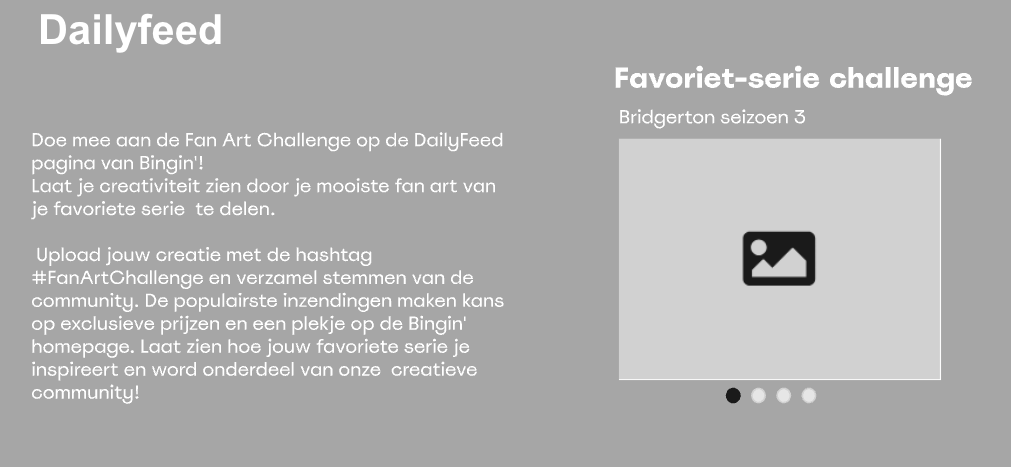 Dailyfeed
Doe mee aan de Fan Art Challenge op de DailyFeed
pagina van Bingin'!
Laat je creativiteit zien door je mooiste fan art van
je favoriete serie  te delen.
Upload jouw creatie met de hashtag
#FanArtChallenge en verzamel stemmen van de
community. De populairste inzendingen maken kans
op exclusieve prijzen en een plekje op de Bingin'
homepage. Laat zien hoe jouw favoriete serie je
inspireert en word onderdeel van onze  creatieve
community!
Favoriet-serie challenge
Bridgerton seizoen 3